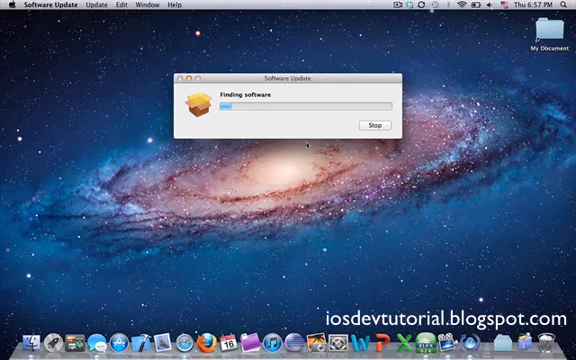 Software Update Update Edit Window Help
Thu 6:57 PM
My Document
Software Update
Finding software
Stop
16
iosdevtutorial.blogspot.com